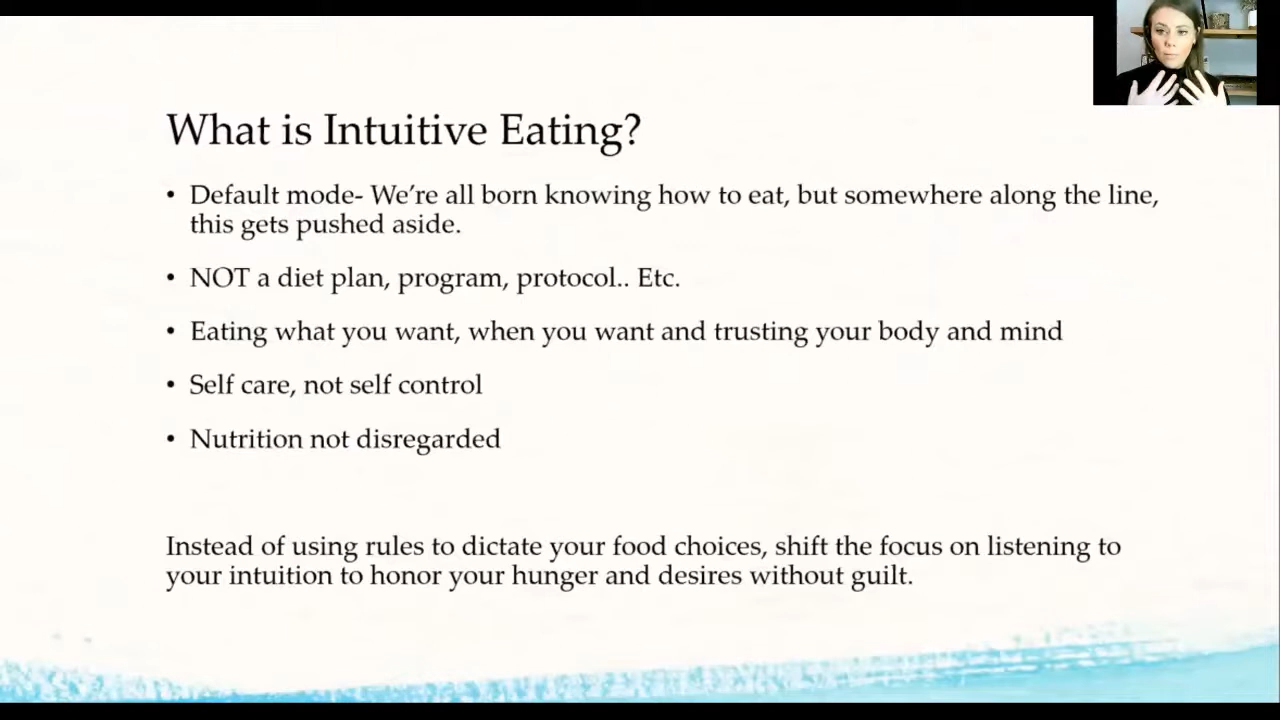 What is Intuitive Eating?
• Default mode- We’re all born knowing how to eat, but somewhere along the line,
this gets pushed aside.
• NOT a diet plan, program, protocol.. Etc.
• Eating what you want, when you want and trusting your body and mind
• Self care, not self control
• Nutrition not disregarded
Instead of using rules to dictate your food choices, shift the focus on listening to
your intuition to honor your hunger and desires without guilt.